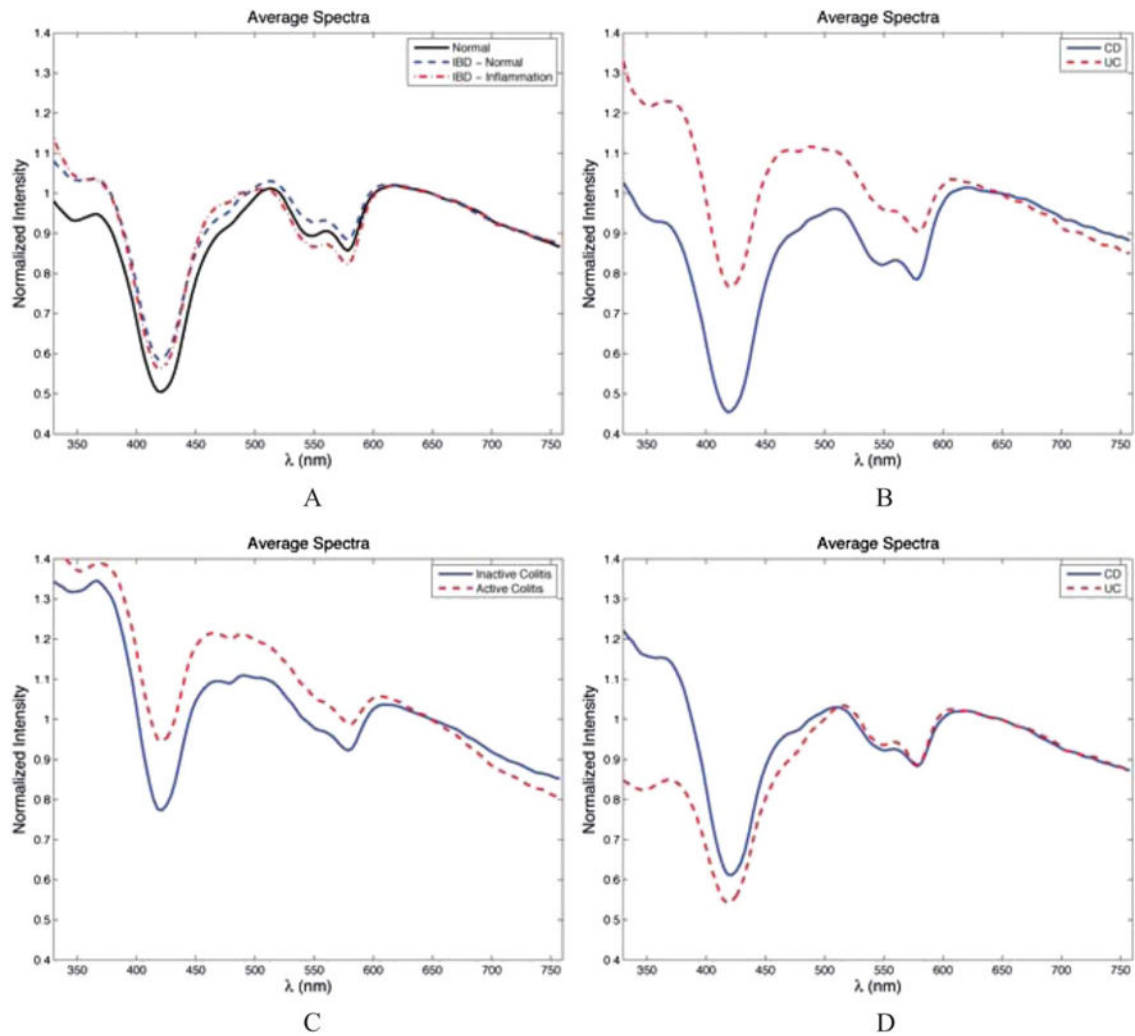 Average Spectra
1.4
1.3
1.2
1.1
1
0.9
0.8
0.7
0.6
0.5
0.4
Normalized Intensity
Normal
IBD - Normal
IBD - Inflammation
350 400 450 500 550 600 650 700 750
λ (nm)
A
Average Spectra
1.4
1.3
1.2
1.1
1
0.9
0.8
0.7
0.6
0.5
0.4
Normalized Intensity
CD
UC
350 400 450 500 550 600 650 700 750
λ (nm)
B
Average Spectra
1.4
1.3
1.2
1.1
1
0.9
0.8
0.7
0.6
0.5
0.4
Normalized Intensity
Inactive Colitis
Active Colitis
350 400 450 500 550 600 650 700 750
λ (nm)
C
Average Spectra
1.4
1.3
1.2
1.1
1
0.9
0.8
0.7
0.6
0.5
0.4
Normalized Intensity
CD
UC
350 400 450 500 550 600 650 700 750
λ (nm)
D